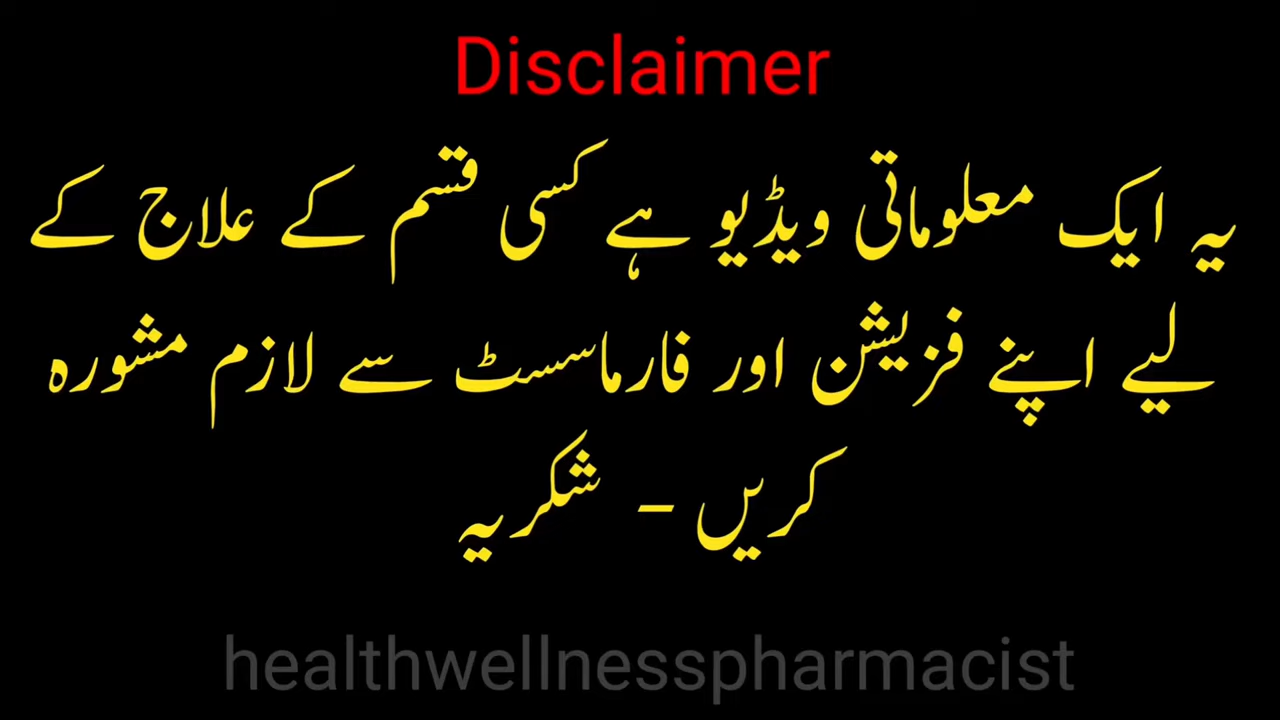 Disclaimer
یہ ایک معلوماتی ویڈیو ہے کسی قسم کے علاج کے
لیے اپنے فزیشن اور فارماسسٹ سے لازم مشورہ
کریں - شکریہ
healthwellnesspharmacist